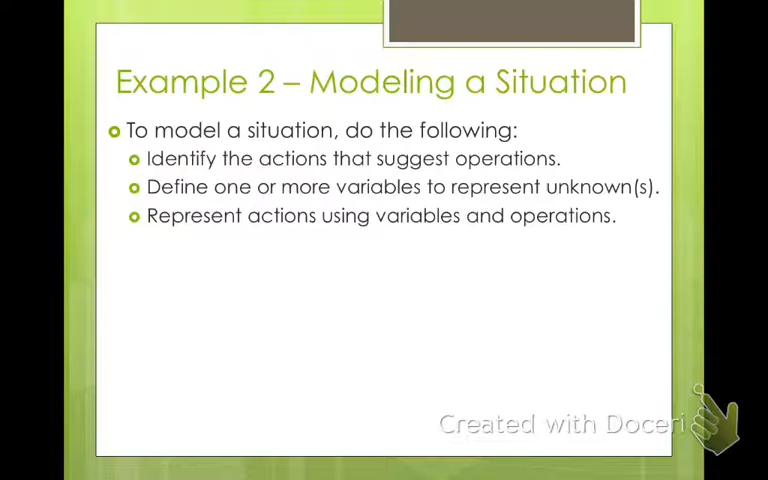 Example 2 – Modeling a Situation
To model a situation, do the following:
Identify the actions that suggest operations.
Define one or more variables to represent unknown(s).
Represent actions using variables and operations.
Created with Doceri